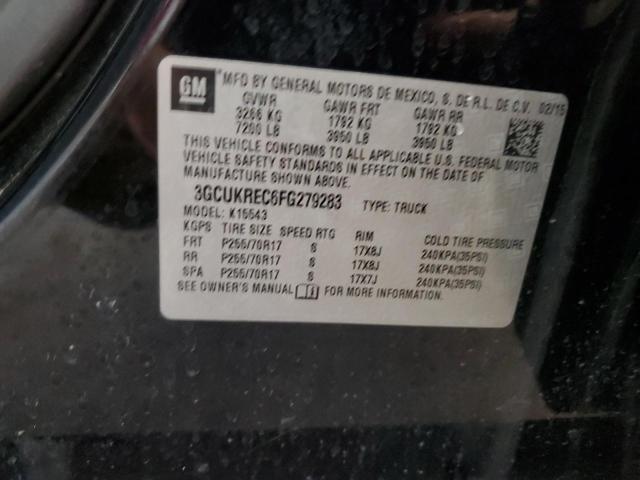 GM
MFD BY GENERAL MOTORS DE MEXICO, S. DE R.L. DE C.V. 02/15
GVWR GAWR FRT GAWR RR
3266 KG 1792 KG 1792 KG
7200 LB 3950 LB 3950 LB
THIS VEHICLE CONFORMS TO ALL APPLICABLE U.S. FEDERAL MOTOR
VEHICLE SAFETY STANDARDS IN EFFECT ON THE DATE OF
MANUFACTURE SHOWN ABOVE.
3GCUKREC6FG279283 TYPE: TRUCK
MODEL: K15543
KGPS TIRE SIZE SPEED RTG RIM COLD TIRE PRESSURE
FRT P255/70R17 S 17X8J 240KPA(35PSI)
RR P255/70R17 S 17X8J 240KPA(35PSI)
SPA P255/70R17 S 17X7J 240KPA(35PSI)
SEE OWNER'S MANUAL FOR MORE INFORMATION.